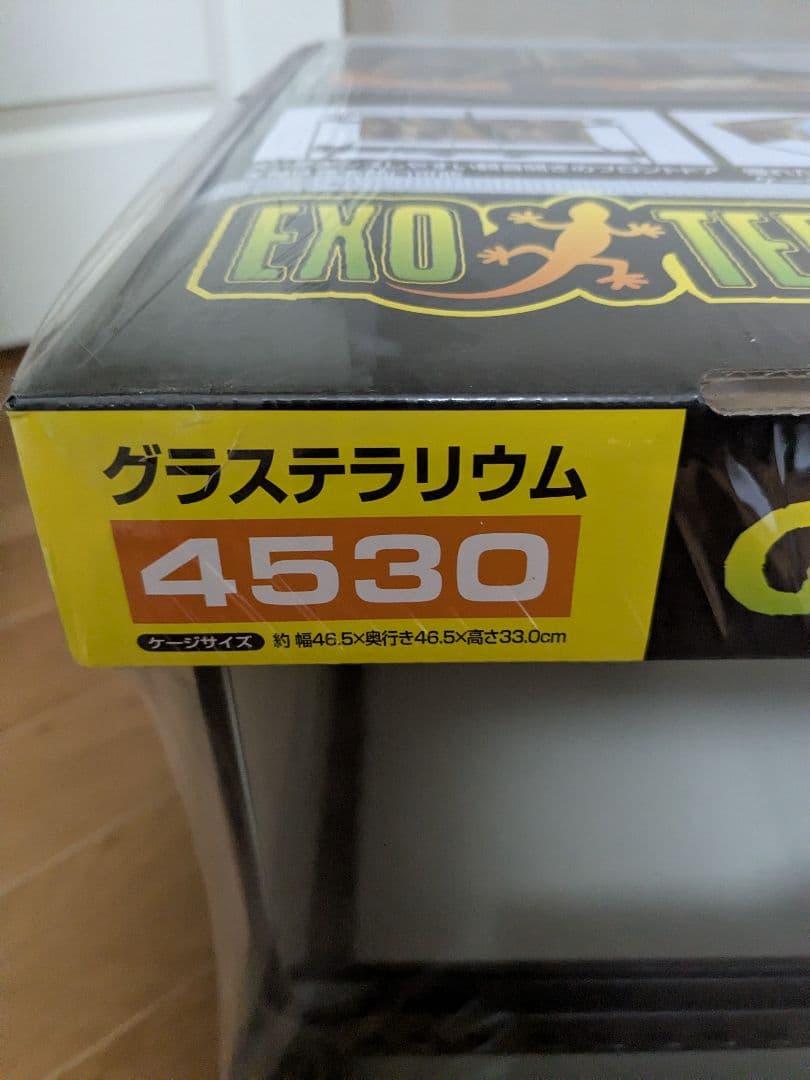 EXO TE
グラステラリウム
4530
ケージサイズ 約 幅46.5×奥行き46.5×高さ33.0cm